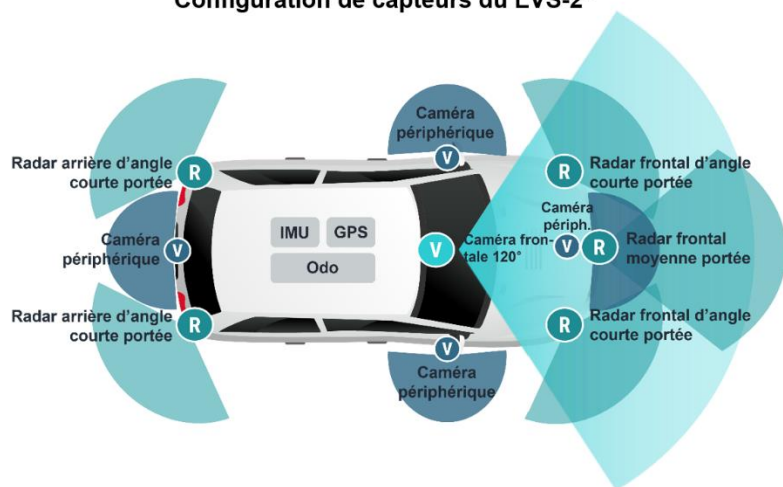 Configuration de capteurs du LVS-2
Caméra
périphérique
V
Radar arrière d'angle
courte portée
R
R
Radar frontal d'angle
courte portée
Caméra
périphérique
V
IMU
GPS
Odo
V
Caméra fron-
tale 120°
Caméra
périph.
V
R
Radar frontal
moyenne portée
Radar arrière d'angle
courte portée
R
R
Radar frontal d'angle
courte portée
V
Caméra
périphérique